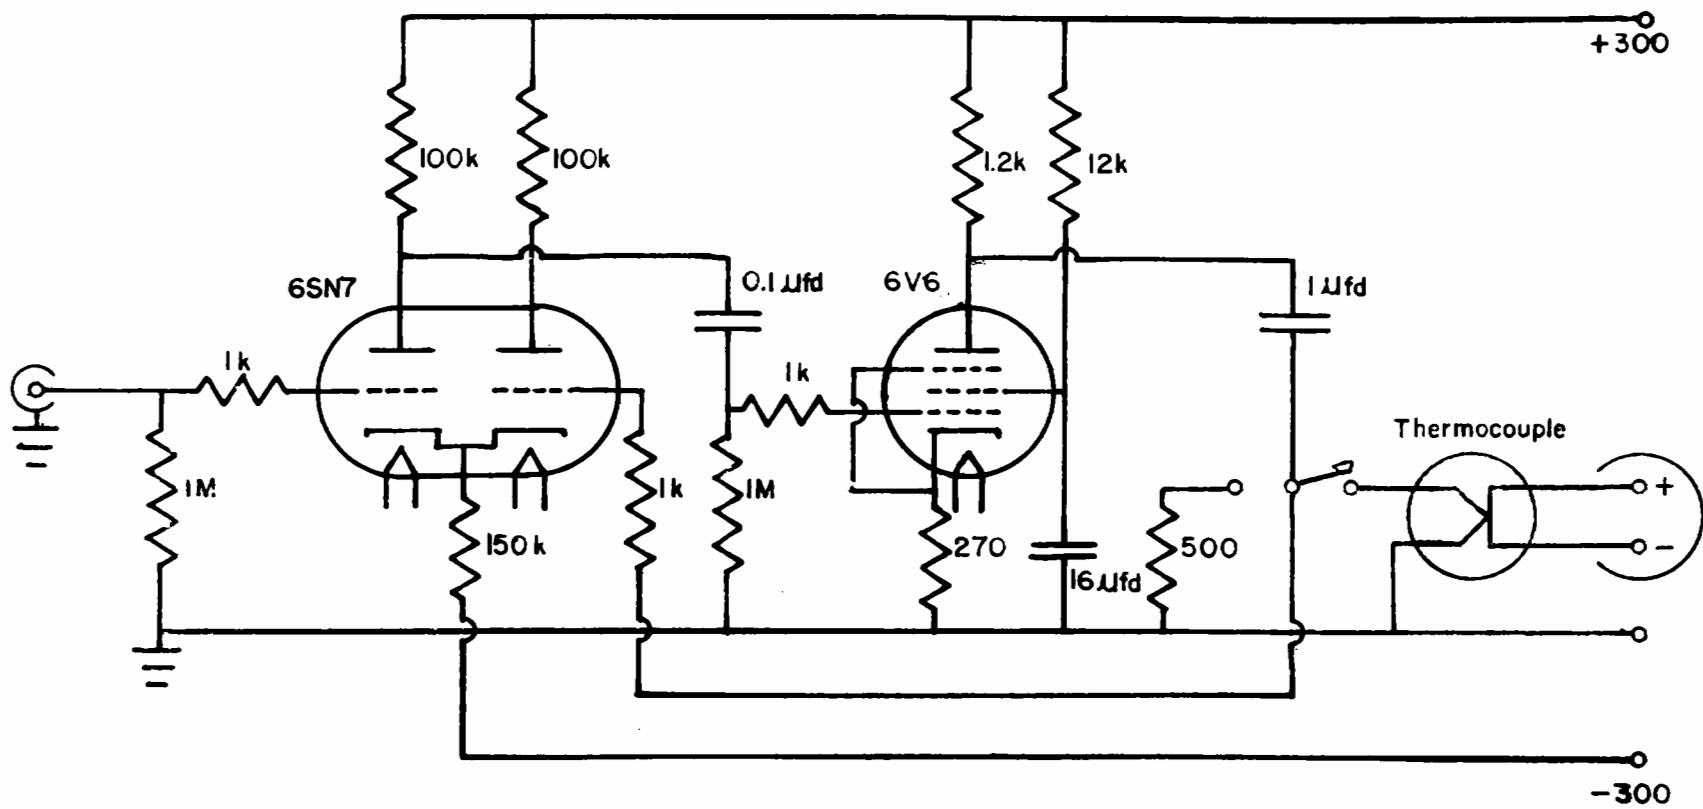 +300
100k
100k
1.2k
12k
6SN7
0.1 μfd
6V6
1 μfd
1k
1k
Thermocouple
1M
150k
1k
1M
270
16 μfd
500
+
-
-300